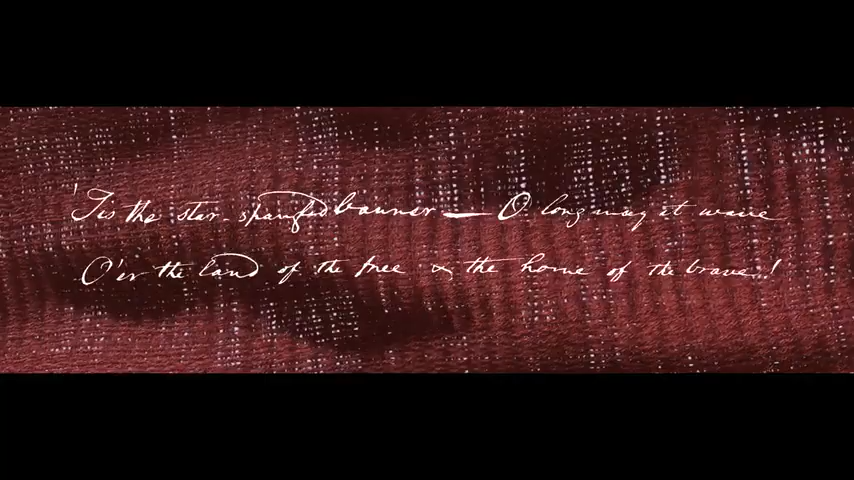 'Tis the star-spangled banner — O long may it wave
O'er the land of the free & the home of the brave!